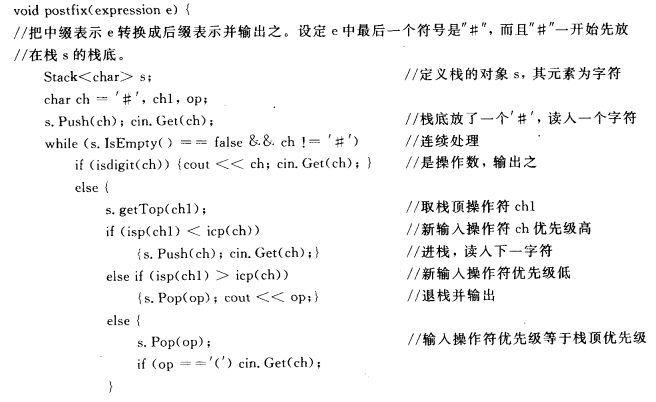 void postfix(expression e) {
//把中缀表示 e 转换成后缀表示并输出之。设定 e 中最后一个符号是"#",而且"#"一开始先放
//在栈 s 的栈底。
Stack<char> s; //定义栈的对象 s,其元素为字符
char ch = '#', ch1, op;
s. Push(ch); cin. Get(ch); //栈底放了一个'#',读入一个字符
while (s. IsEmpty( ) == false && ch != '#') //连续处理
if (isdigit(ch)) {cout << ch; cin. Get(ch); } //是操作数,输出之
else {
s. getTop(ch1); //取栈顶操作符 ch1
if (isp(ch1) < icp(ch)) //新输入操作符 ch 优先级高
{s. Push(ch); cin. Get(ch);} //进栈,读入下一字符
else if (isp(ch1) > icp(ch)) //新输入操作符优先级低
{s. Pop(op); cout << op;} //退栈并输出
else {
s. Pop(op); //输入操作符优先级等于栈顶优先级
if (op =='(') cin. Get(ch);
}